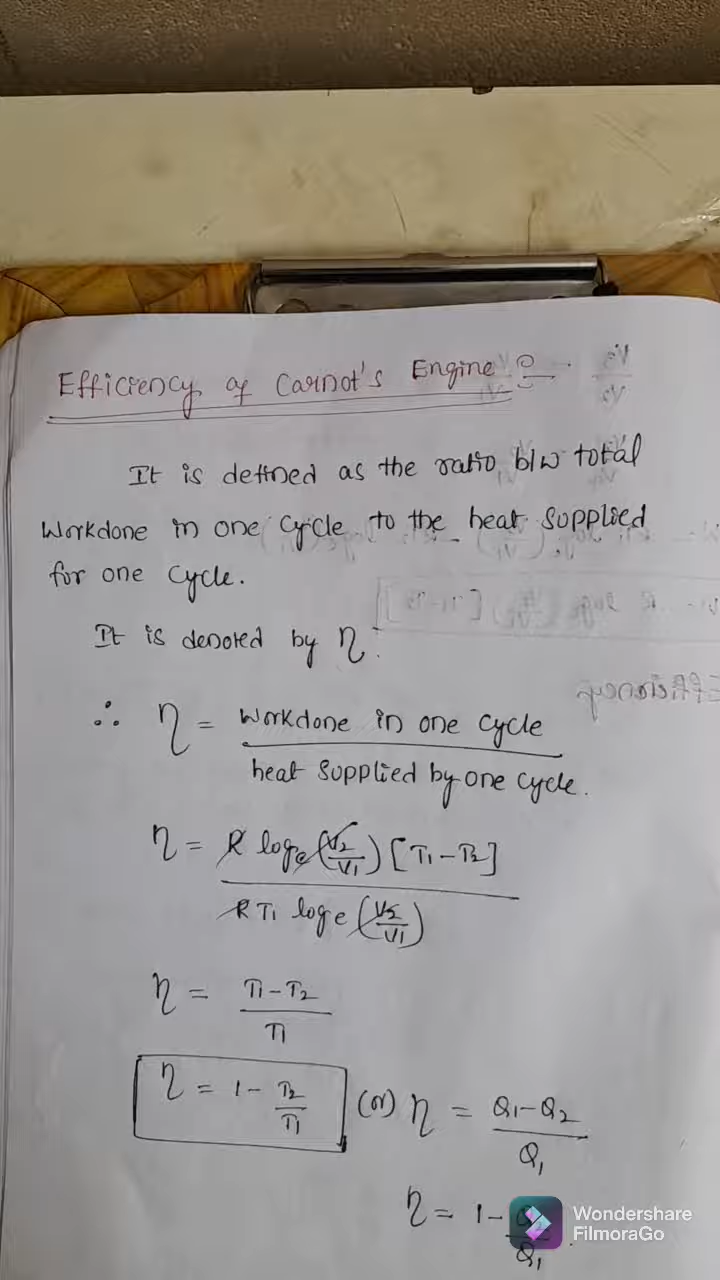 Efficiency of Carnot's Engine :-
It is defined as the ratio b/w total
workdone in one cycle to the heat supplied
for one cycle.
It is denoted by η.
∴ η = workdone in one cycle / heat supplied by one cycle.
η = R loge (V2/V1) [T1 - T2] / R T1 loge (V2/V1)
η = T1 - T2 / T1
η = 1 - T2/T1 (or) η = Q1 - Q2 / Q1
η = 1 - Q2/Q1
Efficiency
Wondershare
FilmoraGo